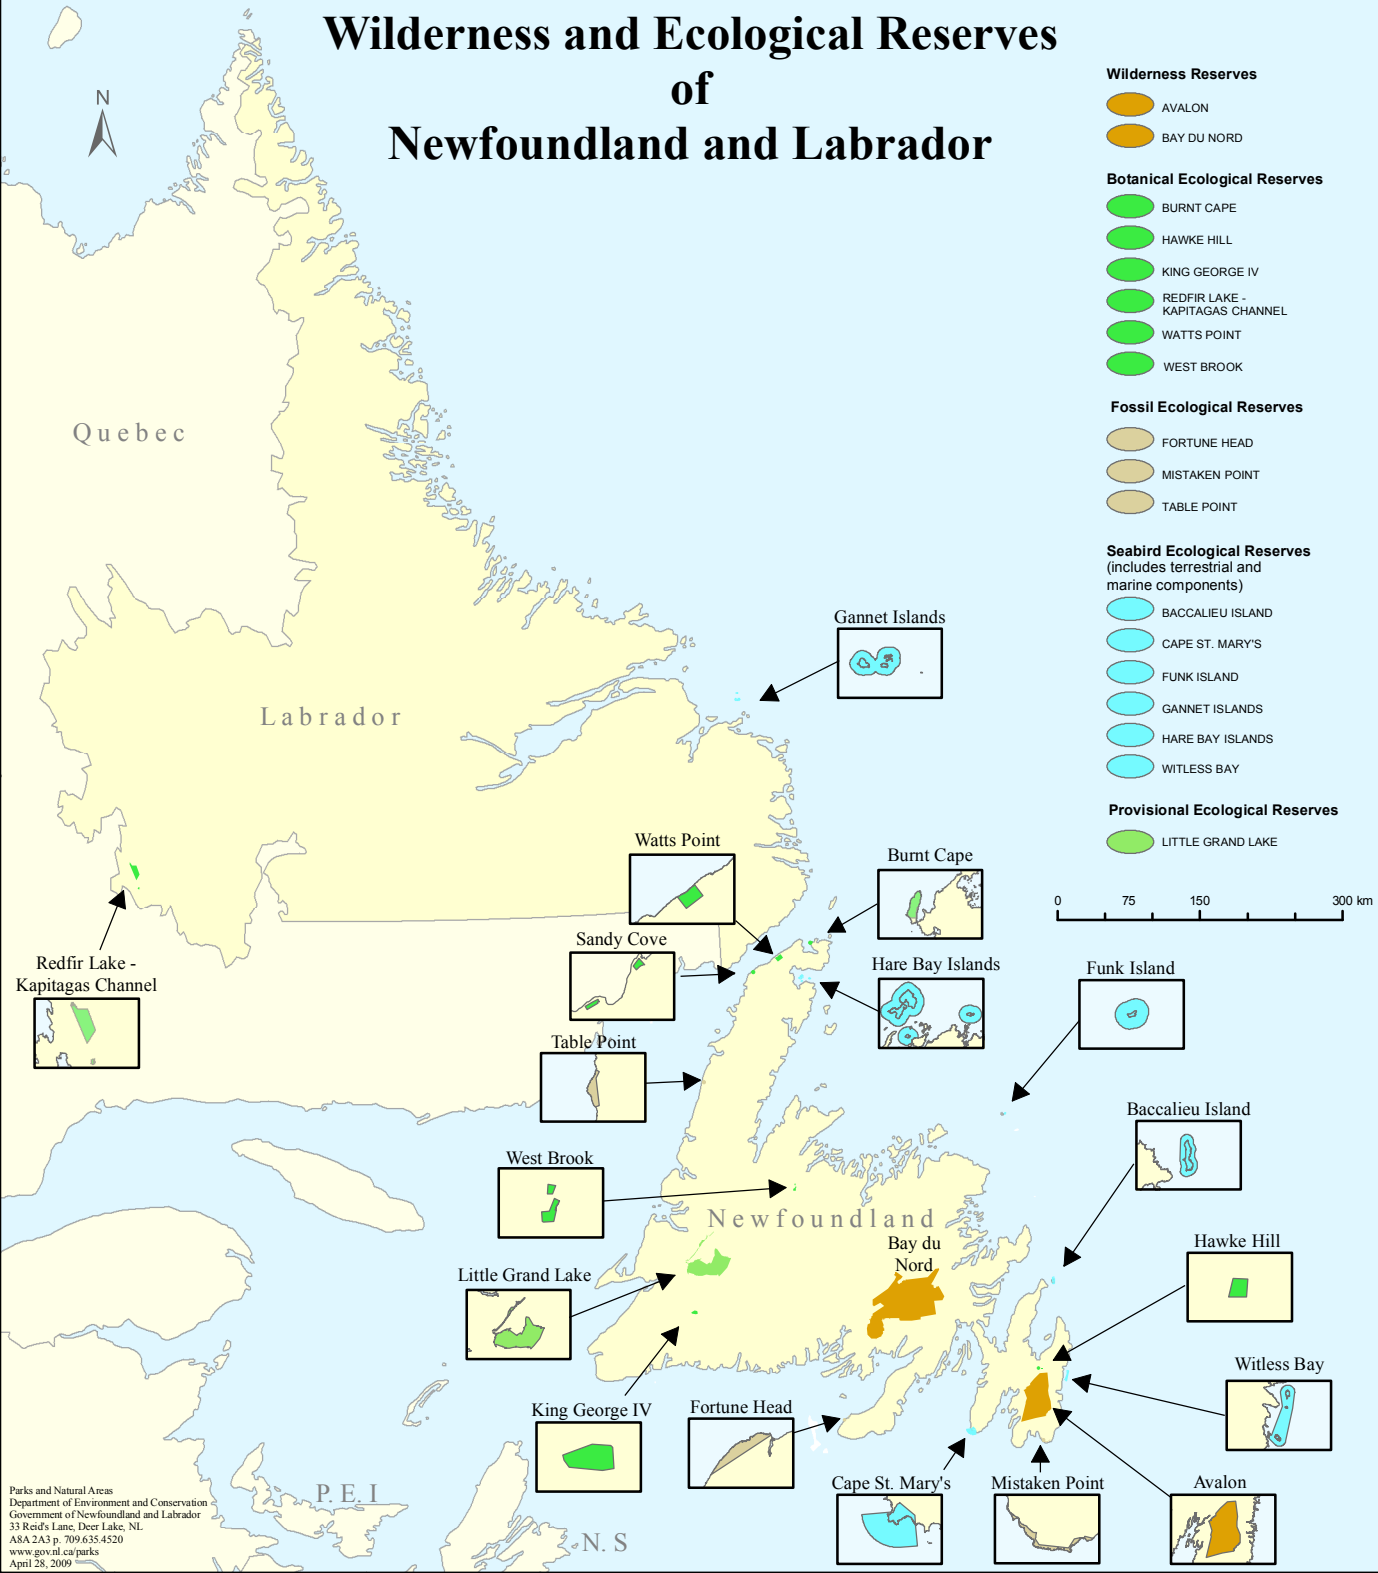 Wilderness and Ecological Reserves
of
Newfoundland and Labrador
N
Wilderness Reserves
AVALON
BAY DU NORD
Botanical Ecological Reserves
BURNT CAPE
HAWKE HILL
KING GEORGE IV
REDFIR LAKE -
KAPITAGAS CHANNEL
WATTS POINT
WEST BROOK
Fossil Ecological Reserves
FORTUNE HEAD
MISTAKEN POINT
TABLE POINT
Seabird Ecological Reserves
(includes terrestrial and
marine components)
BACCALIEU ISLAND
CAPE ST. MARY'S
FUNK ISLAND
GANNET ISLANDS
HARE BAY ISLANDS
WITLESS BAY
Provisional Ecological Reserves
LITTLE GRAND LAKE
0 75 150 300 km
Quebec
Labrador
Gannet Islands
Watts Point
Burnt Cape
Sandy Cove
Hare Bay Islands
Funk Island
Redfir Lake -
Kapitagas Channel
Table Point
Baccalieu Island
West Brook
Newfoundland
Bay du
Nord
Hawke Hill
Little Grand Lake
Witless Bay
King George IV
Fortune Head
Cape St. Mary's
Mistaken Point
Avalon
P.E.I
N.S
Parks and Natural Areas
Department of Environment and Conservation
Government of Newfoundland and Labrador
33 Reid's Lane, Deer Lake, NL
A8A 2A3 p. 709.635.4520
www.gov.nl.ca/parks
April 28, 2009